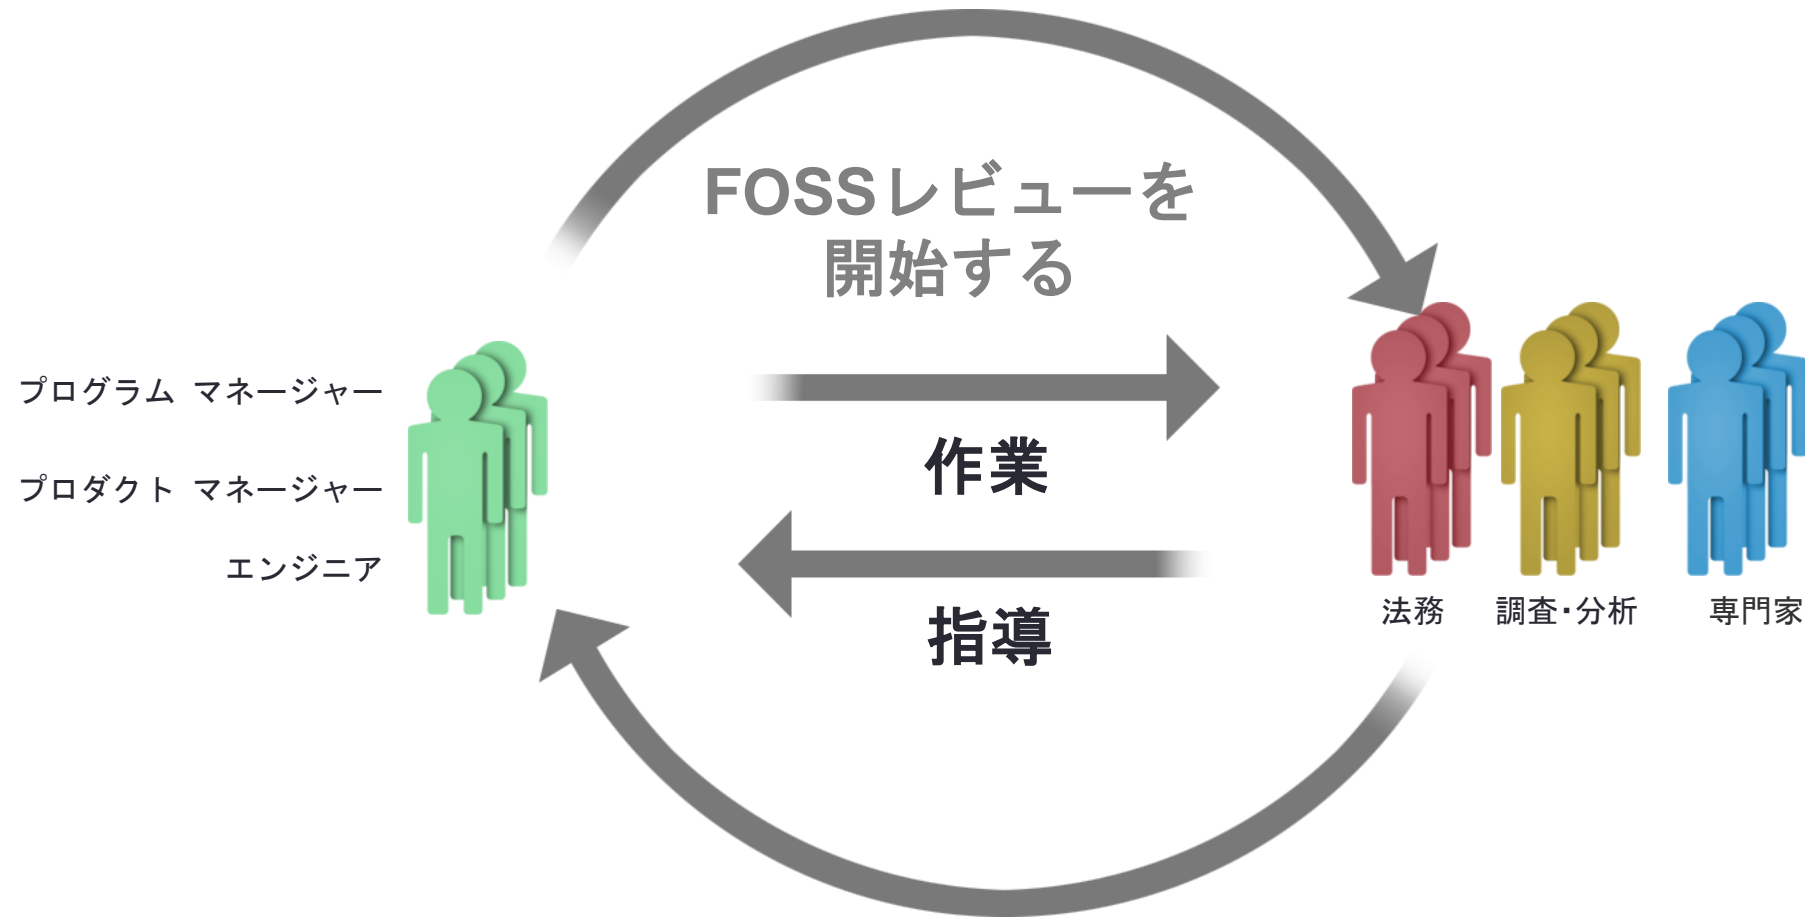 FOSSレビューを
開始する
プログラム マネージャー
プロダクト マネージャー
エンジニア
作業
指導
法務
調査・分析
専門家